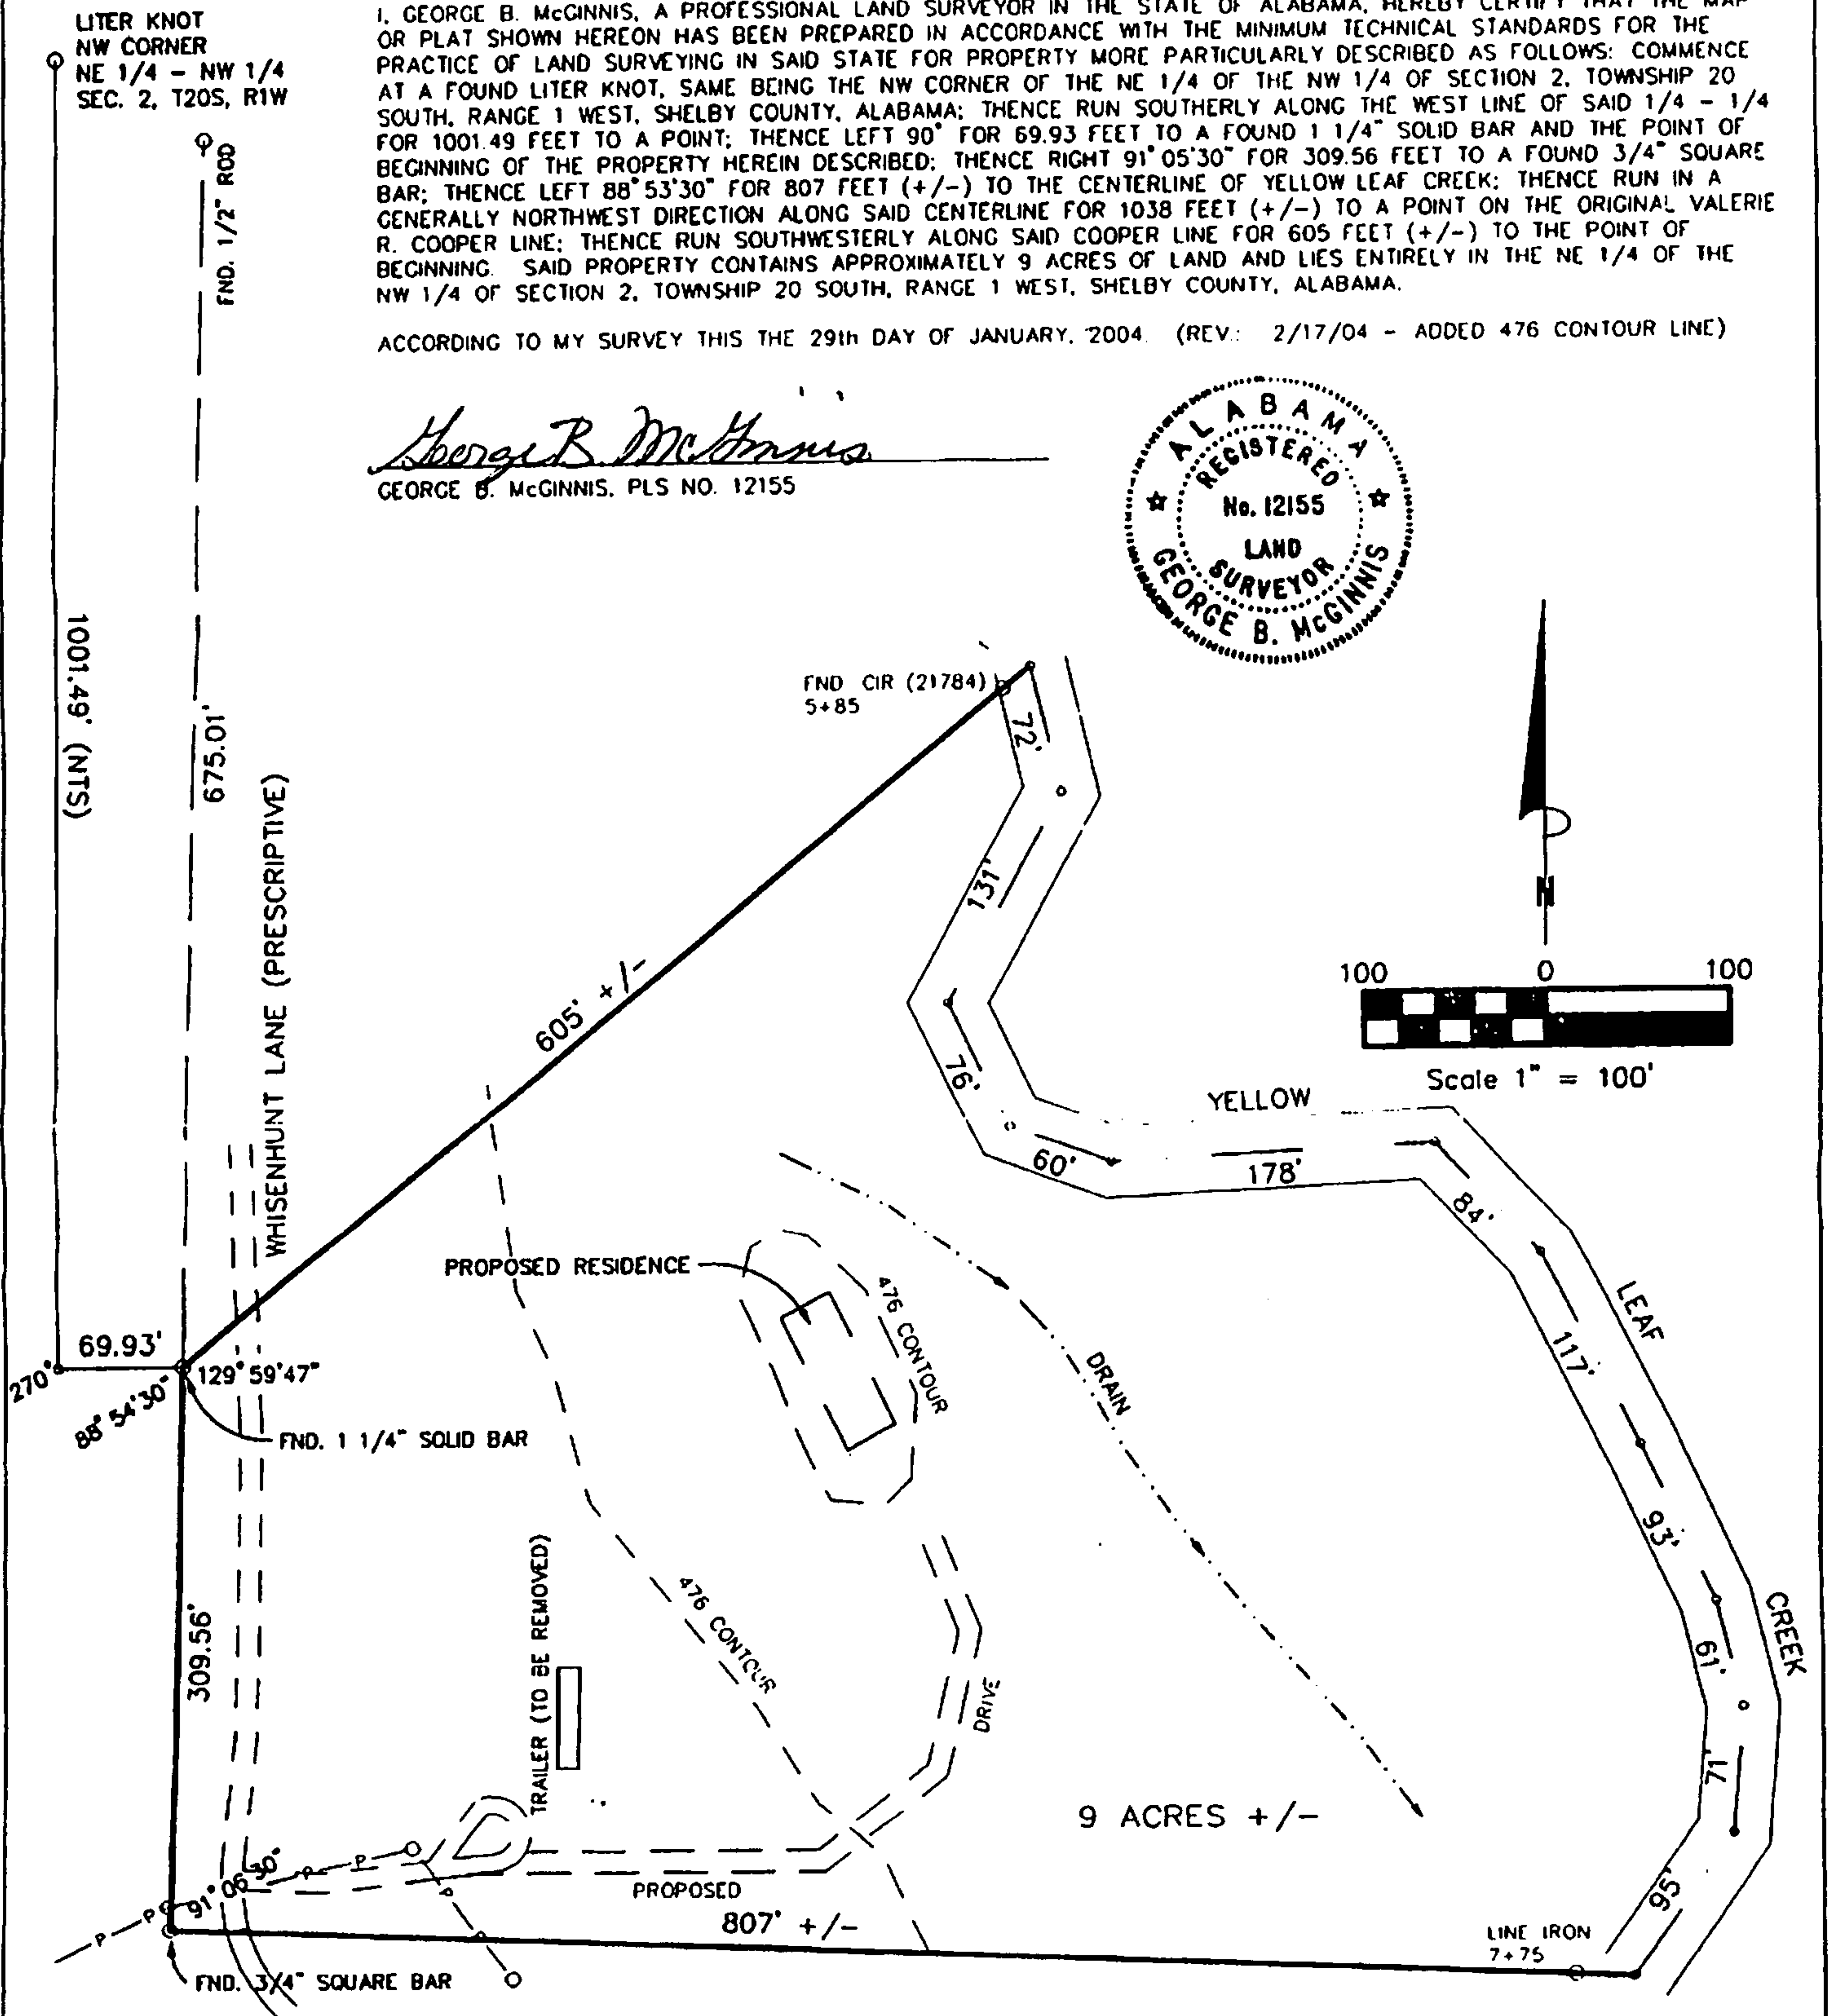 LITER KNOT
NW CORNER
NE 1/4 - NW 1/4
SEC. 2, T20S, R1W
FND. 1/2" ROD
I, GEORGE B. McGINNIS, A PROFESSIONAL LAND SURVEYOR IN THE STATE OF ALABAMA, HEREBY CERTIFY THAT THE MAP
OR PLAT SHOWN HEREON HAS BEEN PREPARED IN ACCORDANCE WITH THE MINIMUM TECHNICAL STANDARDS FOR THE
PRACTICE OF LAND SURVEYING IN SAID STATE FOR PROPERTY MORE PARTICULARLY DESCRIBED AS FOLLOWS: COMMENCE
AT A FOUND LITER KNOT, SAME BEING THE NW CORNER OF THE NE 1/4 OF THE NW 1/4 OF SECTION 2, TOWNSHIP 20
SOUTH, RANGE 1 WEST, SHELBY COUNTY, ALABAMA; THENCE RUN SOUTHERLY ALONG THE WEST LINE OF SAID 1/4 - 1/4
FOR 1001.49 FEET TO A POINT; THENCE LEFT 90° FOR 69.93 FEET TO A FOUND 1 1/4" SOLID BAR AND THE POINT OF
BEGINNING OF THE PROPERTY HEREIN DESCRIBED; THENCE RIGHT 91°05'30" FOR 309.56 FEET TO A FOUND 3/4" SQUARE
BAR; THENCE LEFT 88°53'30" FOR 807 FEET (+/-) TO THE CENTERLINE OF YELLOW LEAF CREEK; THENCE RUN IN A
GENERALLY NORTHWEST DIRECTION ALONG SAID CENTERLINE FOR 1038 FEET (+/-) TO A POINT ON THE ORIGINAL VALERIE
R. COOPER LINE; THENCE RUN SOUTHWESTERLY ALONG SAID COOPER LINE FOR 605 FEET (+/-) TO THE POINT OF
BEGINNING. SAID PROPERTY CONTAINS APPROXIMATELY 9 ACRES OF LAND AND LIES ENTIRELY IN THE NE 1/4 OF THE
NW 1/4 OF SECTION 2, TOWNSHIP 20 SOUTH, RANGE 1 WEST, SHELBY COUNTY, ALABAMA.
ACCORDING TO MY SURVEY THIS THE 29th DAY OF JANUARY, 2004. (REV.: 2/17/04 - ADDED 476 CONTOUR LINE)
George B. McGinnis
GEORGE B. McGINNIS, PLS NO. 12155
ALABAMA
REGISTERED
No. 12155
LAND
SURVEYOR
GEORGE B. McGINNIS
1001.49' (NTS)
675.01'
WHISENHUNT LANE (PRESCRIPTIVE)
FND CIR (21784)
5+85
72'
131'
605' +/-
76'
60'
N
100 0 100
Scale 1" = 100'
YELLOW
178'
84'
LEAF
117'
93'
CREEK
61'
71'
95'
PROPOSED RESIDENCE
476 CONTOUR
DRAIN
69.93'
270°
129°59'47"
88°54'30"
FND. 1 1/4" SOLID BAR
309.56'
TRAILER (TO BE REMOVED)
476 CONTOUR
DRIVE
9 ACRES +/-
91°06'30"
P
P
P
P
P
PROPOSED
807' +/-
LINE IRON
7+75
FND. 3/4" SQUARE BAR